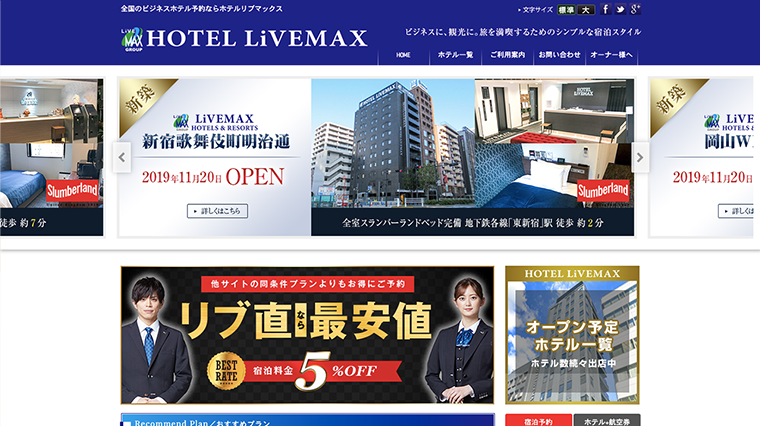 全国のビジネスホテル予約ならホテルリブマックス
文字サイズ 標準 大
LiVE MAX GROUP HOTEL LiVEMAX
ビジネスに、観光に。旅を満喫するためのシンプルな宿泊スタイル
HOME ホテル一覧 ご利用案内 お問い合わせ オーナー様へ
Slumberland
徒歩 約7分
新築
LiVEMAX
HOTELS & RESORTS
新宿歌舞伎町明治通
2019年11月20日 OPEN
詳しくはこちら
HOTEL LiVEMAX
Slumberland
全室スランバーランドベッド完備 地下鉄各線「東新宿」駅 徒歩 約2分
新築
LiVEMAX
HOTELS &
岡山W
2019年11月20日
詳しく
他サイトの同条件プランよりもお得にご予約
リブ直なら最安値
BEST RATE
宿泊料金 5%OFF
HOTEL LiVEMAX
オープン予定
ホテル一覧
ホテル数続々出店中
Recommend Plan／おすすめプラン
宿泊予約
ホテル+航空券